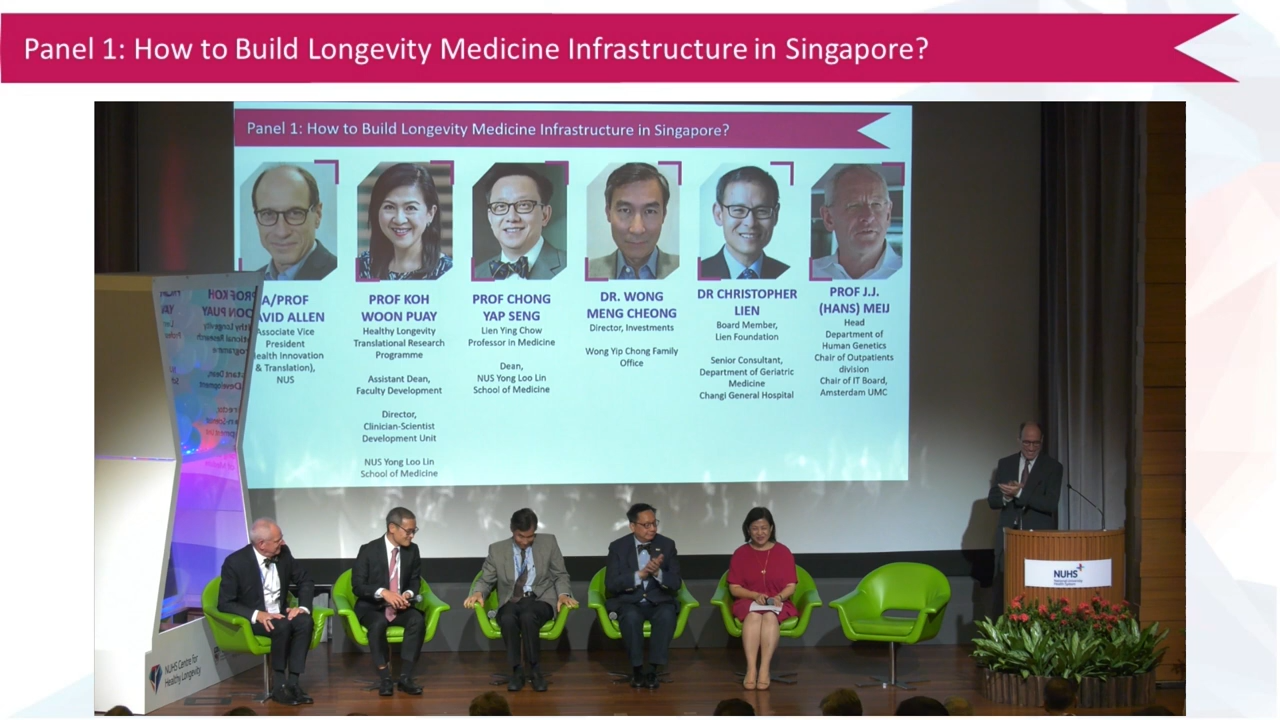 Panel 1: How to Build Longevity Medicine Infrastructure in Singapore?
Panel 1: How to Build Longevity Medicine Infrastructure in Singapore?
A/PROF
AVID ALLEN
Associate Vice
President
ealth Innovation
& Translation),
NUS
PROF KOH
WOON PUAY
Healthy Longevity
Translational Research
Programme
Assistant Dean,
Faculty Development
Director,
Clinician-Scientist
Development Unit
NUS Yong Loo Lin
School of Medicine
PROF CHONG
YAP SENG
Lien Ying Chow
Professor in Medicine
Dean,
NUS Yong Loo Lin
School of Medicine
DR. WONG
MENG CHEONG
Director, Investments
Wong Yip Chong Family
Office
DR CHRISTOPHER
LIEN
Board Member,
Lien Foundation
Senior Consultant,
Department of Geriatric
Medicine
Changi General Hospital
PROF J.J.
(HANS) MEIJ
Head
Department of
Human Genetics
Chair of Outpatients
division
Chair of IT Board,
Amsterdam UMC
NUHS
National University
Health System
NUHS Centre for
Healthy Longevity